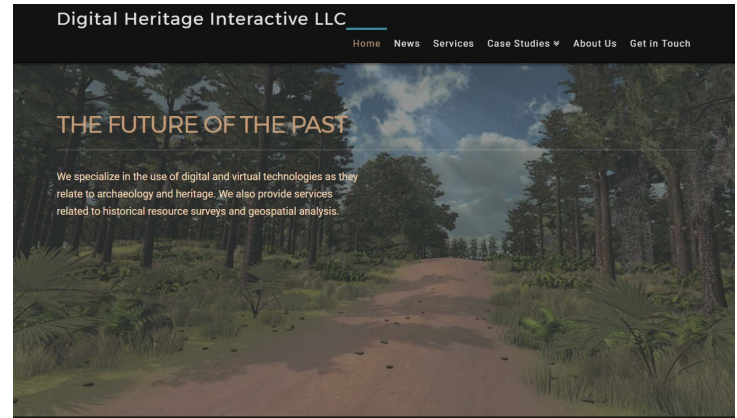 Digital Heritage Interactive LLC
Home News Services Case Studies About Us Get in Touch
THE FUTURE OF THE PAST
We specialize in the use of digital and virtual technologies as they
relate to archaeology and heritage. We also provide services
related to historical resource surveys and geospatial analysis.